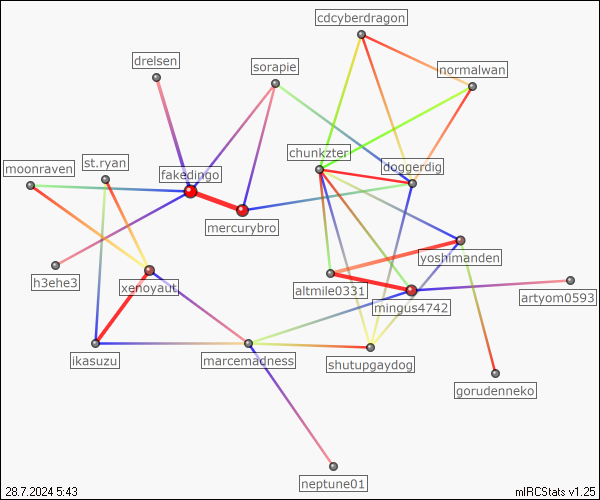 cdcyberdragon
drelsen
sorapie
normalwan
chunkzter
moonraven
st.ryan
fakedingo
doggerdig
mercurybro
yoshimanden
h3ehe3
xenoyaut
altmile0331
mingus4742
artyom0593
ikasuzu
marcemadness
shutupgaydog
gorudenneko
neptune01
28.7.2024 5:43
mIRCStats v1.25